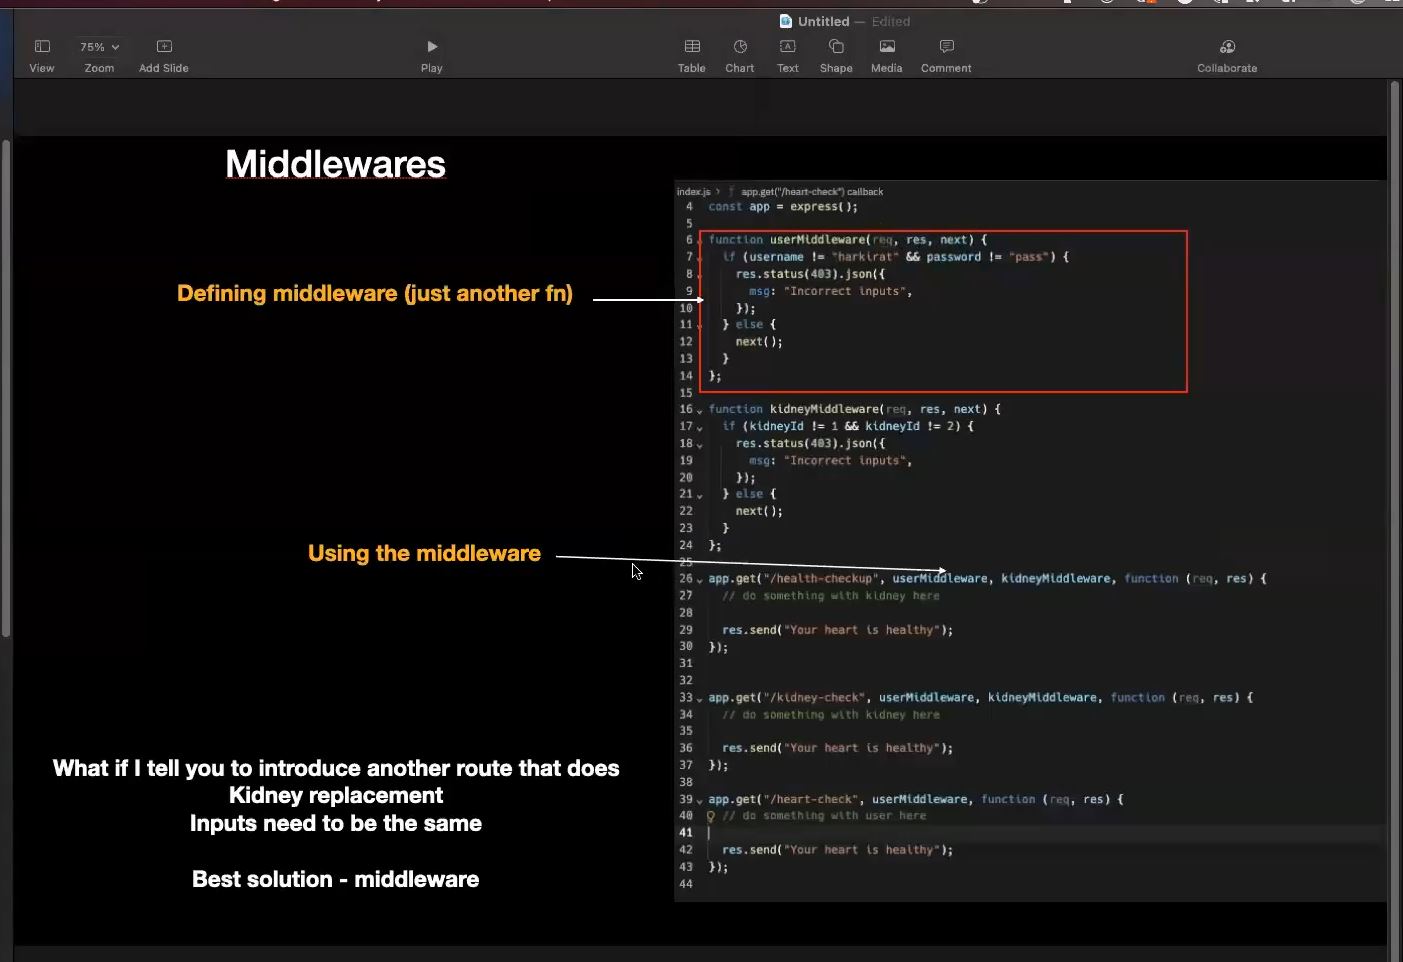 Untitled — Edited
View
75%
Zoom
Add Slide
Play
Table
Chart
Text
Shape
Media
Comment
Collaborate
Middlewares
Defining middleware (just another fn)
Using the middleware
What if I tell you to introduce another route that does
Kidney replacement
Inputs need to be the same
Best solution - middleware
index.js > app.get("/heart-check") callback
4 const app = express();
5
6 function userMiddleware(req, res, next) {
7 if (username != "harkirat" && password != "pass") {
8 res.status(403).json({
9 msg: "Incorrect inputs",
10 });
11 } else {
12 next();
13 }
14 };
15
16 function kidneyMiddleware(req, res, next) {
17 if (kidneyId != 1 && kidneyId != 2) {
18 res.status(403).json({
19 msg: "Incorrect inputs",
20 });
21 } else {
22 next();
23 }
24 };
25
26 app.get("/health-checkup", userMiddleware, kidneyMiddleware, function (req, res) {
27 // do something with kidney here
28
29 res.send("Your heart is healthy");
30 });
31
32
33 app.get("/kidney-check", userMiddleware, kidneyMiddleware, function (req, res) {
34 // do something with kidney here
35
36 res.send("Your heart is healthy");
37 });
38
39 app.get("/heart-check", userMiddleware, function (req, res) {
40 // do something with user here
41
42 res.send("Your heart is healthy");
43 });
44